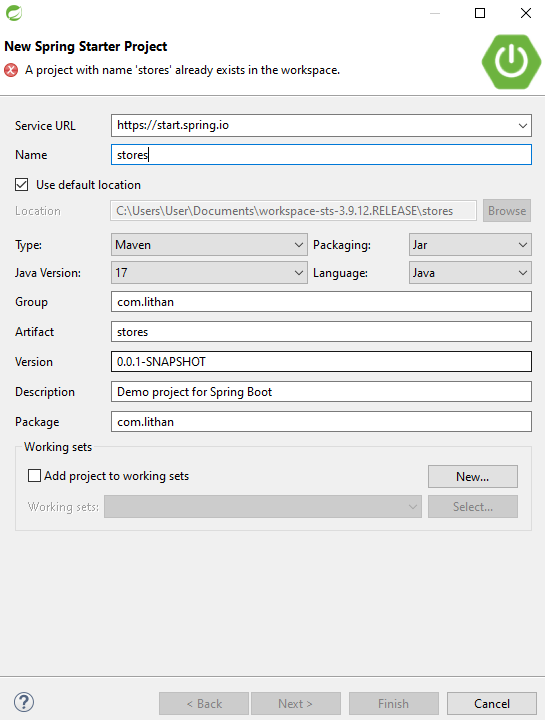 New Spring Starter Project
A project with name 'stores' already exists in the workspace.
Service URL https://start.spring.io
Name stores
Use default location
Location C:\Users\User\Documents\workspace-sts-3.9.12.RELEASE\stores Browse
Type: Maven Packaging: Jar
Java Version: 17 Language: Java
Group com.lithan
Artifact stores
Version 0.0.1-SNAPSHOT
Description Demo project for Spring Boot
Package com.lithan
Working sets
Add project to working sets New...
Working sets: Select...
? < Back Next > Finish Cancel